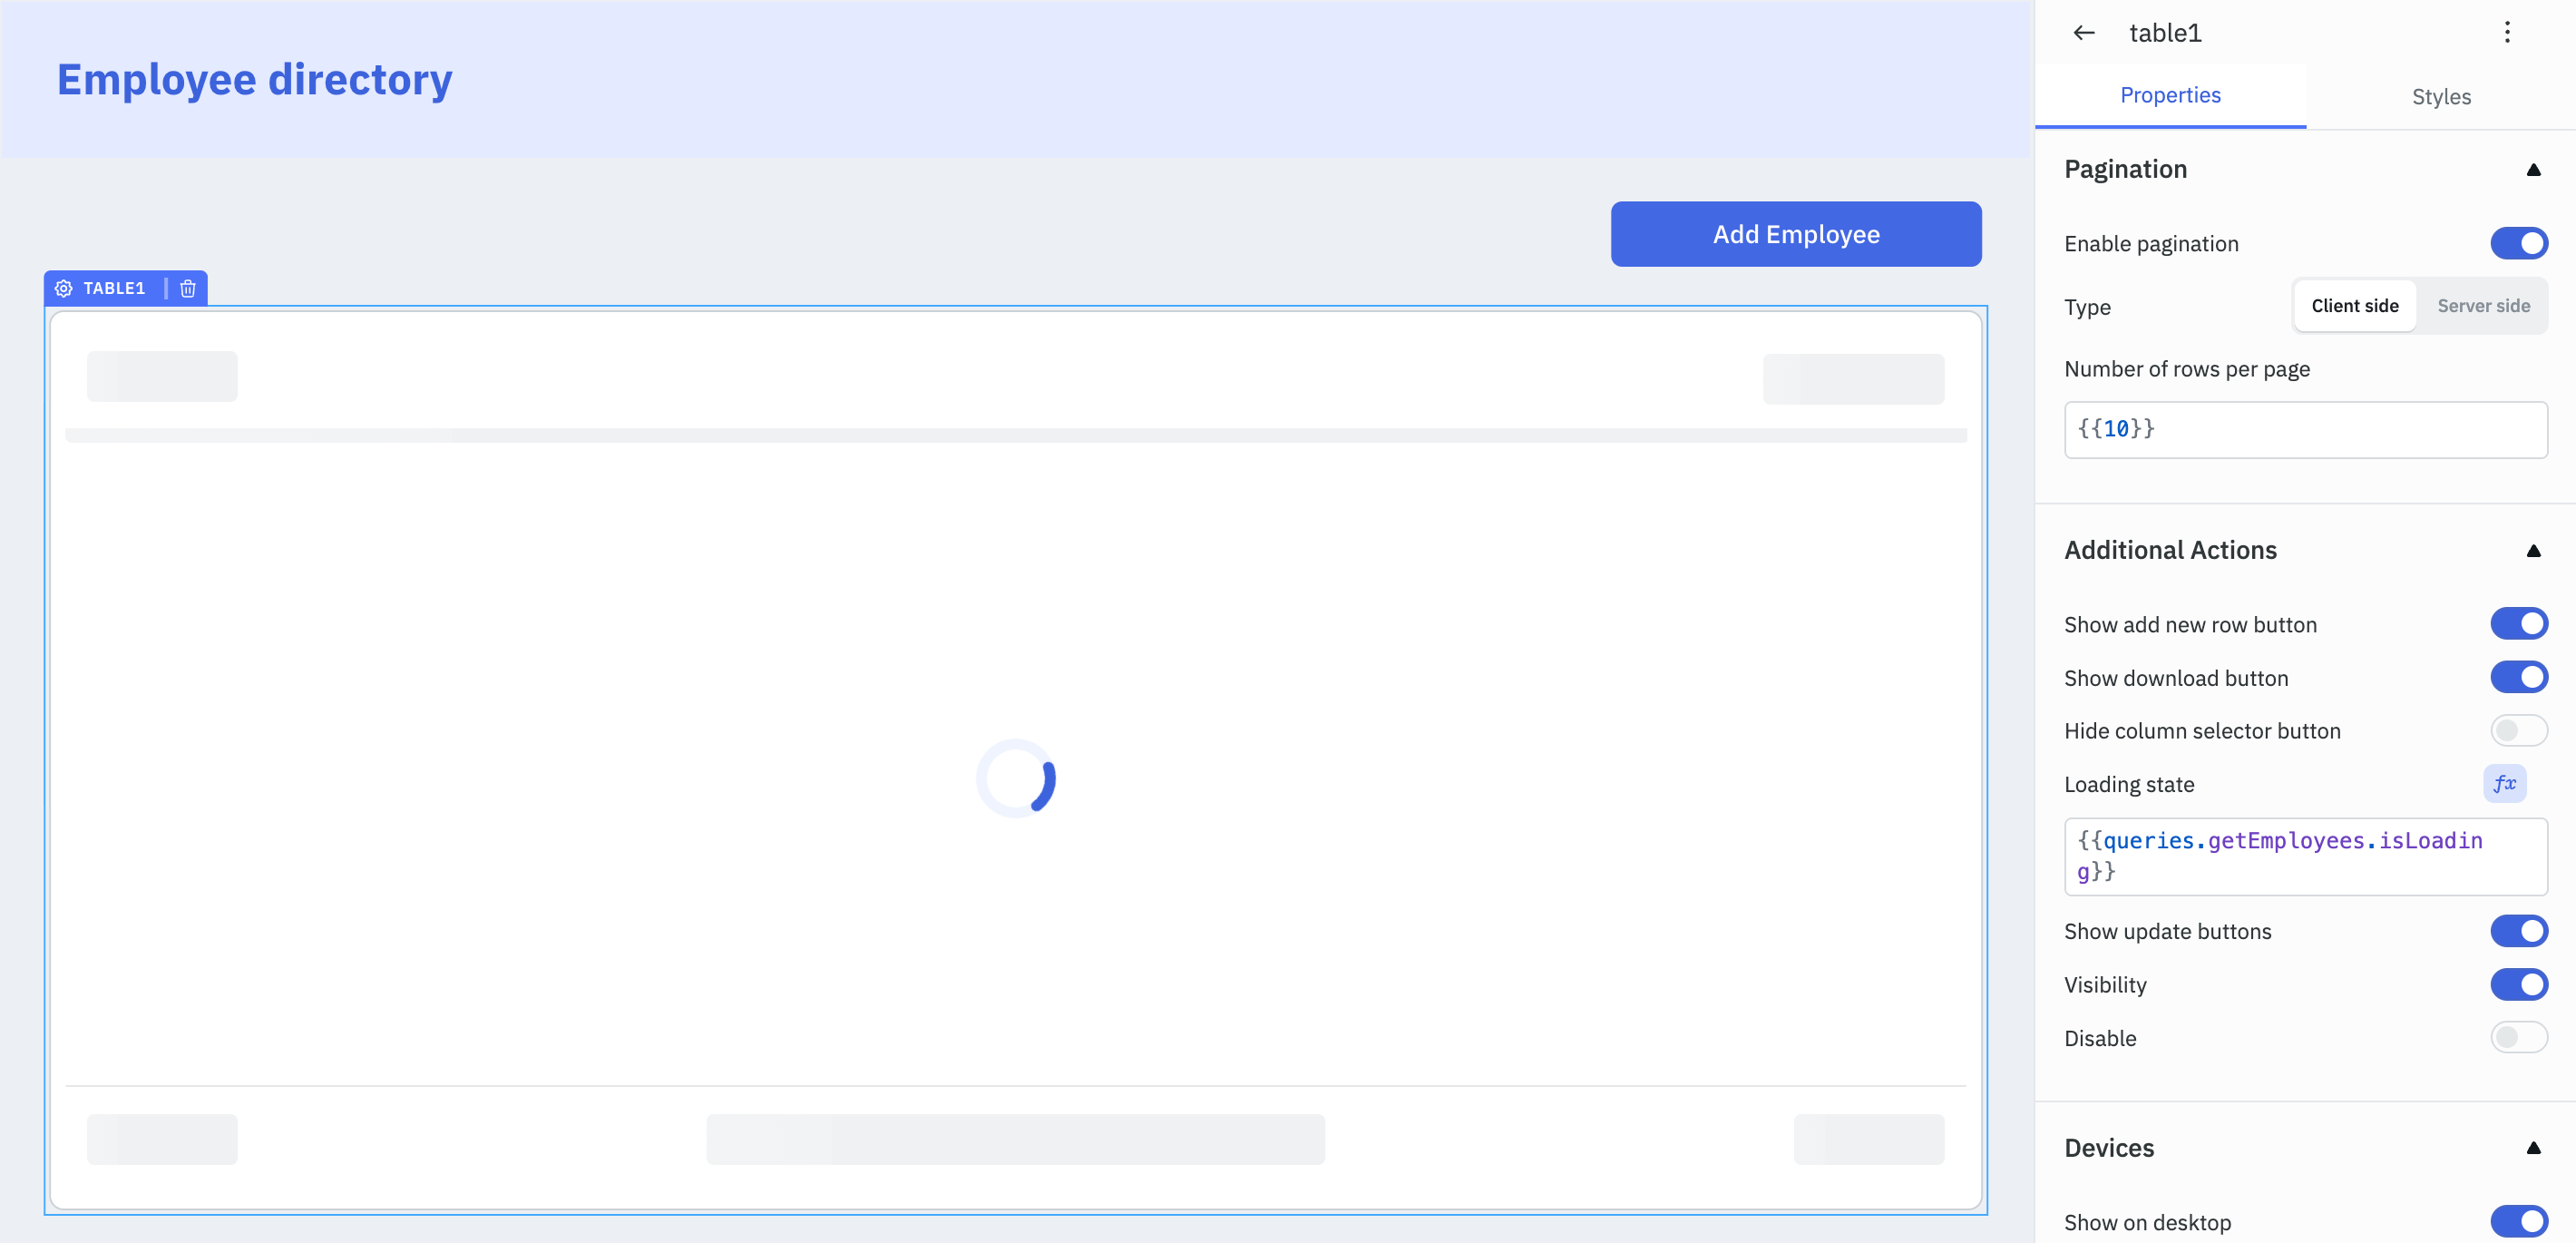 Employee directory
Add Employee
TABLE1
table1
Properties
Styles
Pagination
Enable pagination
Type
Client side
Server side
Number of rows per page
{{10}}
Additional Actions
Show add new row button
Show download button
Hide column selector button
Loading state
fx
{{queries.getEmployees.isLoadin
g}}
Show update buttons
Visibility
Disable
Devices
Show on desktop